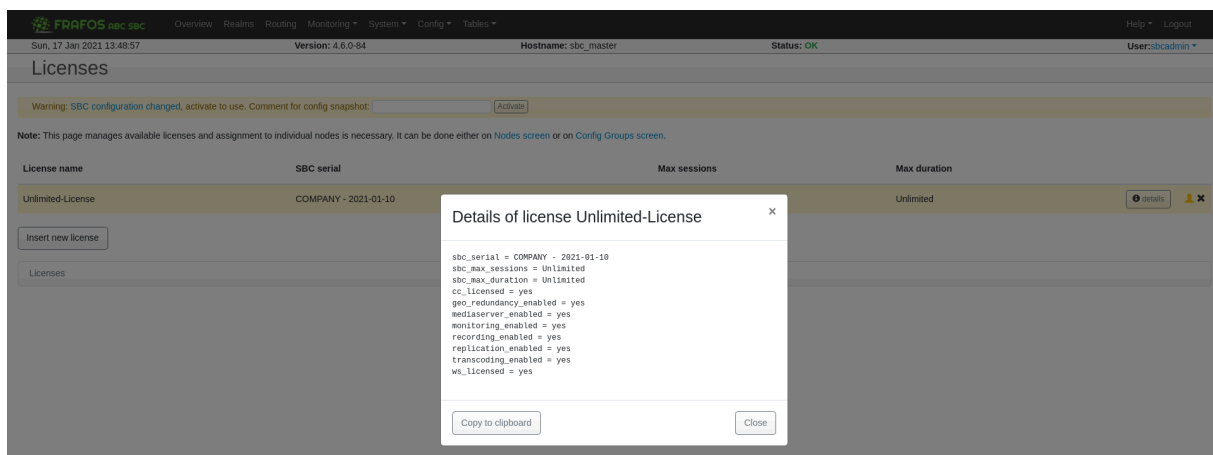 FRAFOS ABC SBC Overview Realms Routing Monitoring System Config Tables Help Logout
Sun, 17 Jan 2021 13:48:57 Version: 4.6.0-84 Hostname: sbc_master Status: OK User:sbcadmin
Licenses
Warning: SBC configuration changed, activate to use. Comment for config snapshot: Activate
Note: This page manages available licenses and assignment to individual nodes is necessary. It can be done either on Nodes screen or on Config Groups screen.
License name SBC serial Max sessions Max duration
Unlimited-License COMPANY - 2021-01-10 Unlimited details
Insert new license
Licenses
Details of license Unlimited-License ×
sbc_serial = COMPANY - 2021-01-10
sbc_max_sessions = Unlimited
sbc_max_duration = Unlimited
cc_licensed = yes
geo_redundancy_enabled = yes
mediaserver_enabled = yes
monitoring_enabled = yes
recording_enabled = yes
replication_enabled = yes
transcoding_enabled = yes
ws_licensed = yes
Copy to clipboard Close